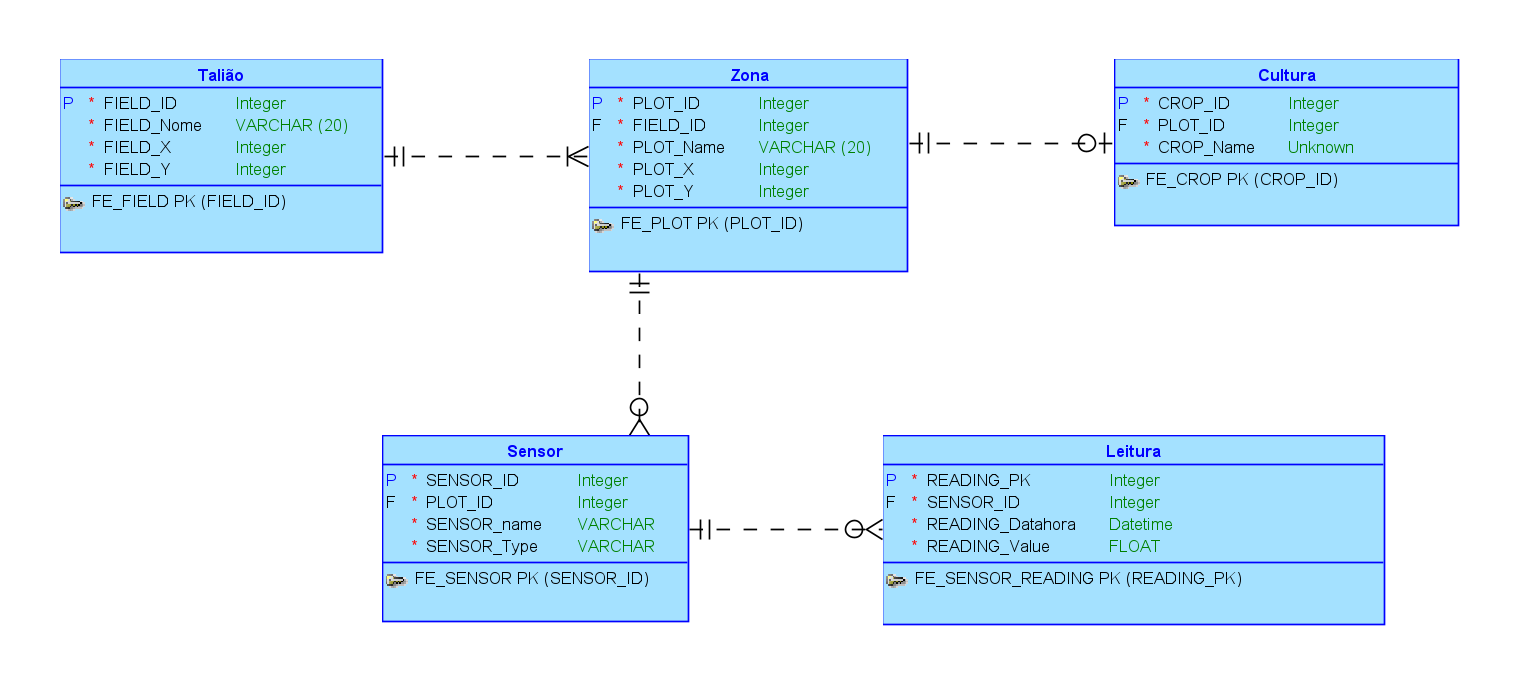 Talião
P * FIELD_ID Integer
* FIELD_Nome VARCHAR (20)
* FIELD_X Integer
* FIELD_Y Integer
FE_FIELD PK (FIELD_ID)
Zona
P * PLOT_ID Integer
F * FIELD_ID Integer
* PLOT_Name VARCHAR (20)
* PLOT_X Integer
* PLOT_Y Integer
FE_PLOT PK (PLOT_ID)
Cultura
P * CROP_ID Integer
F * PLOT_ID Integer
* CROP_Name Unknown
FE_CROP PK (CROP_ID)
Sensor
P * SENSOR_ID Integer
F * PLOT_ID Integer
* SENSOR_name VARCHAR
* SENSOR_Type VARCHAR
FE_SENSOR PK (SENSOR_ID)
Leitura
P * READING_PK Integer
F * SENSOR_ID Integer
* READING_Datahora Datetime
* READING_Value FLOAT
FE_SENSOR_READING PK (READING_PK)